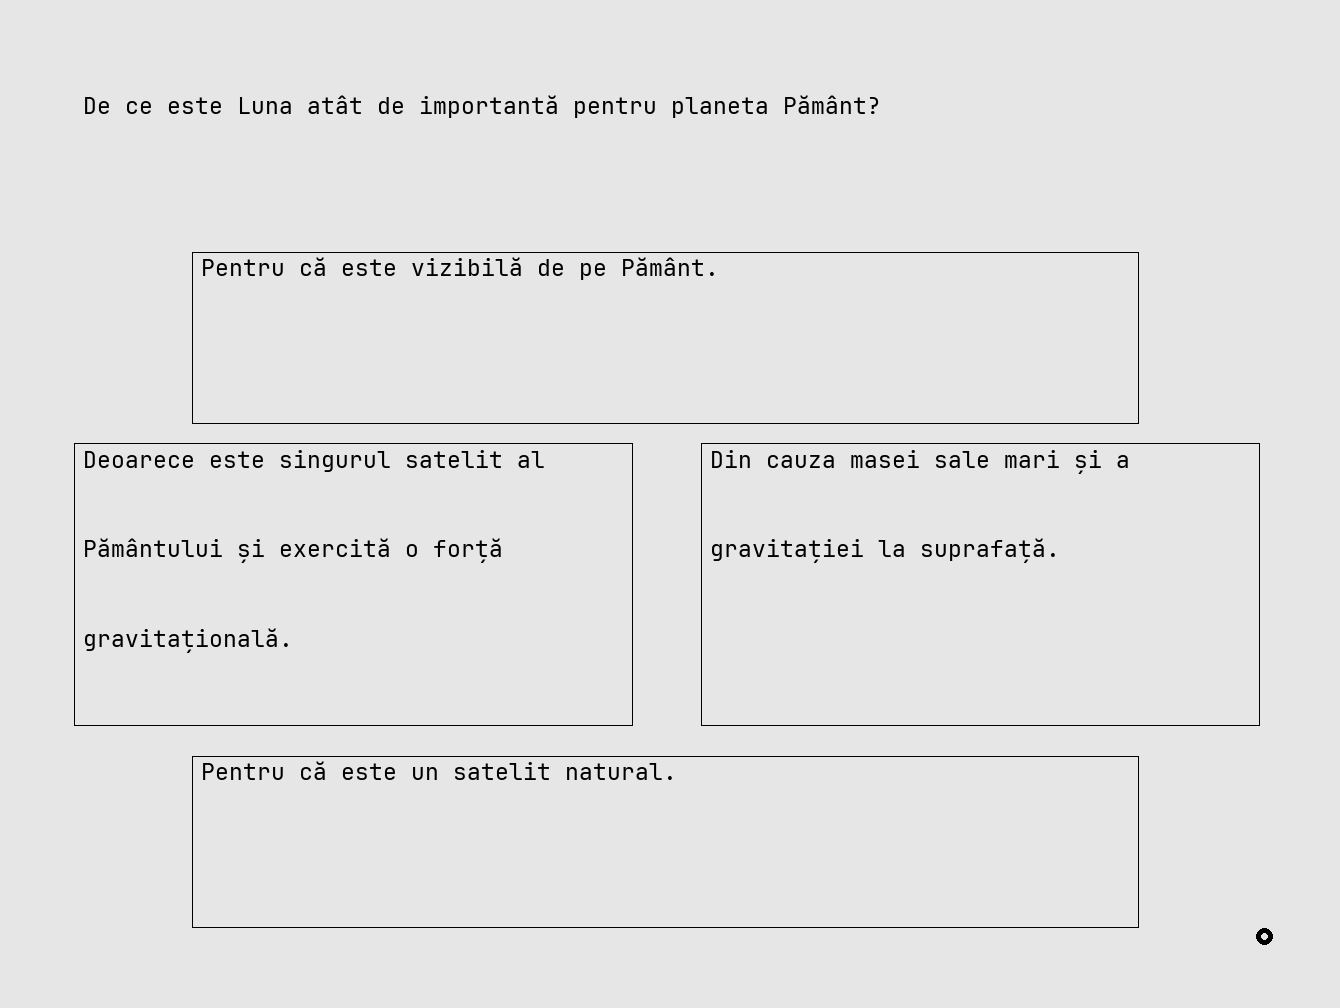 De ce este Luna atât de importantă pentru planeta Pământ?
Pentru că este vizibilă de pe Pământ.
Deoarece este singurul satelit al
Pământului și exercită o forță
gravitațională.
Din cauza masei sale mari și a
gravitației la suprafață.
Pentru că este un satelit natural.